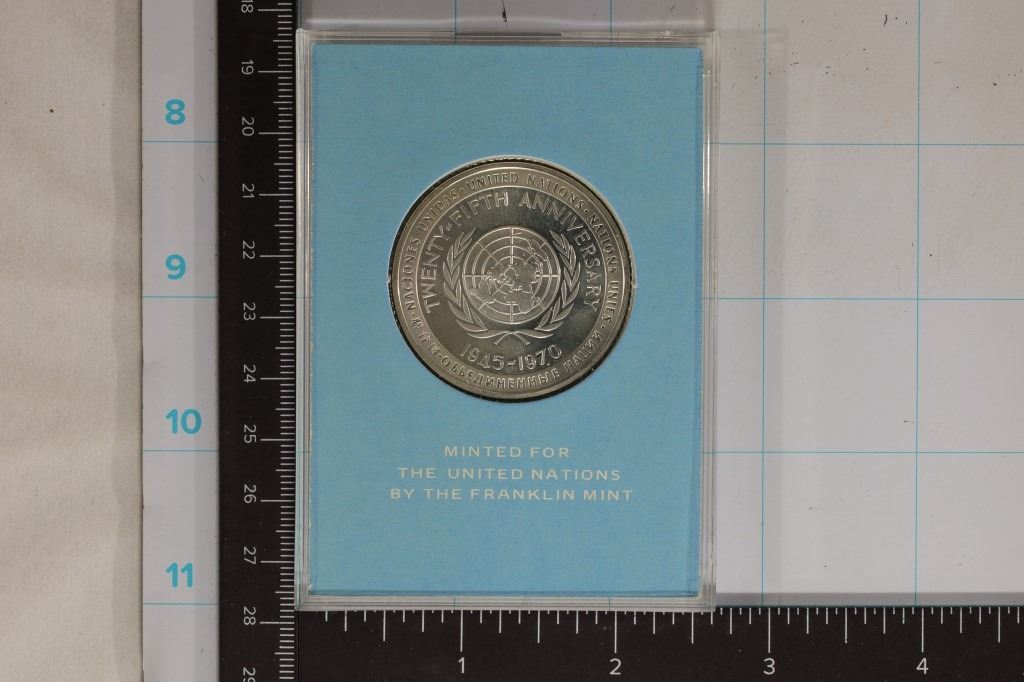 NACIONES UNIDAS · UNITED NATIONS · NATIONS UNIES ·
ОБЪЕДИНЕННЫЕ НАЦИИ ·
TWENTY-FIFTH ANNIVERSARY
1945-1970
MINTED FOR
THE UNITED NATIONS
BY THE FRANKLIN MINT
8
9
10
11
18
19
20
21
22
23
24
25
26
27
28
29
1 2 3 4